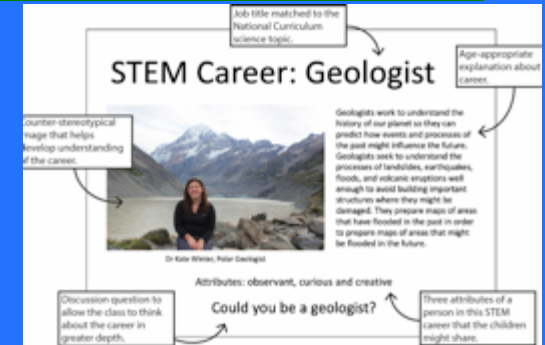 Job title matched to the
National Curriculum
science topic.
STEM Career: Geologist
Age-appropriate
explanation about
career.
ounter-stereotypical
mage that helps
evelop understanding
of the career.
Geologists work to understand the
history of our planet so they can
predict how events and processes of
the past might influence the future.
Geologists seek to understand the
processes of landslides, earthquakes,
floods, and volcanic eruptions well
enough to avoid building important
structures where they might be
damaged. They prepare maps of areas
that have flooded in the past in order
to prepare maps of areas that might
be flooded in the future.
Dr Kate Winter, Polar Geologist
Attributes: observant, curious and creative
Could you be a geologist?
Discussion question to
allow the class to think
about the career in
greater depth.
Three attributes of a
person in this STEM
career that the children
might share.